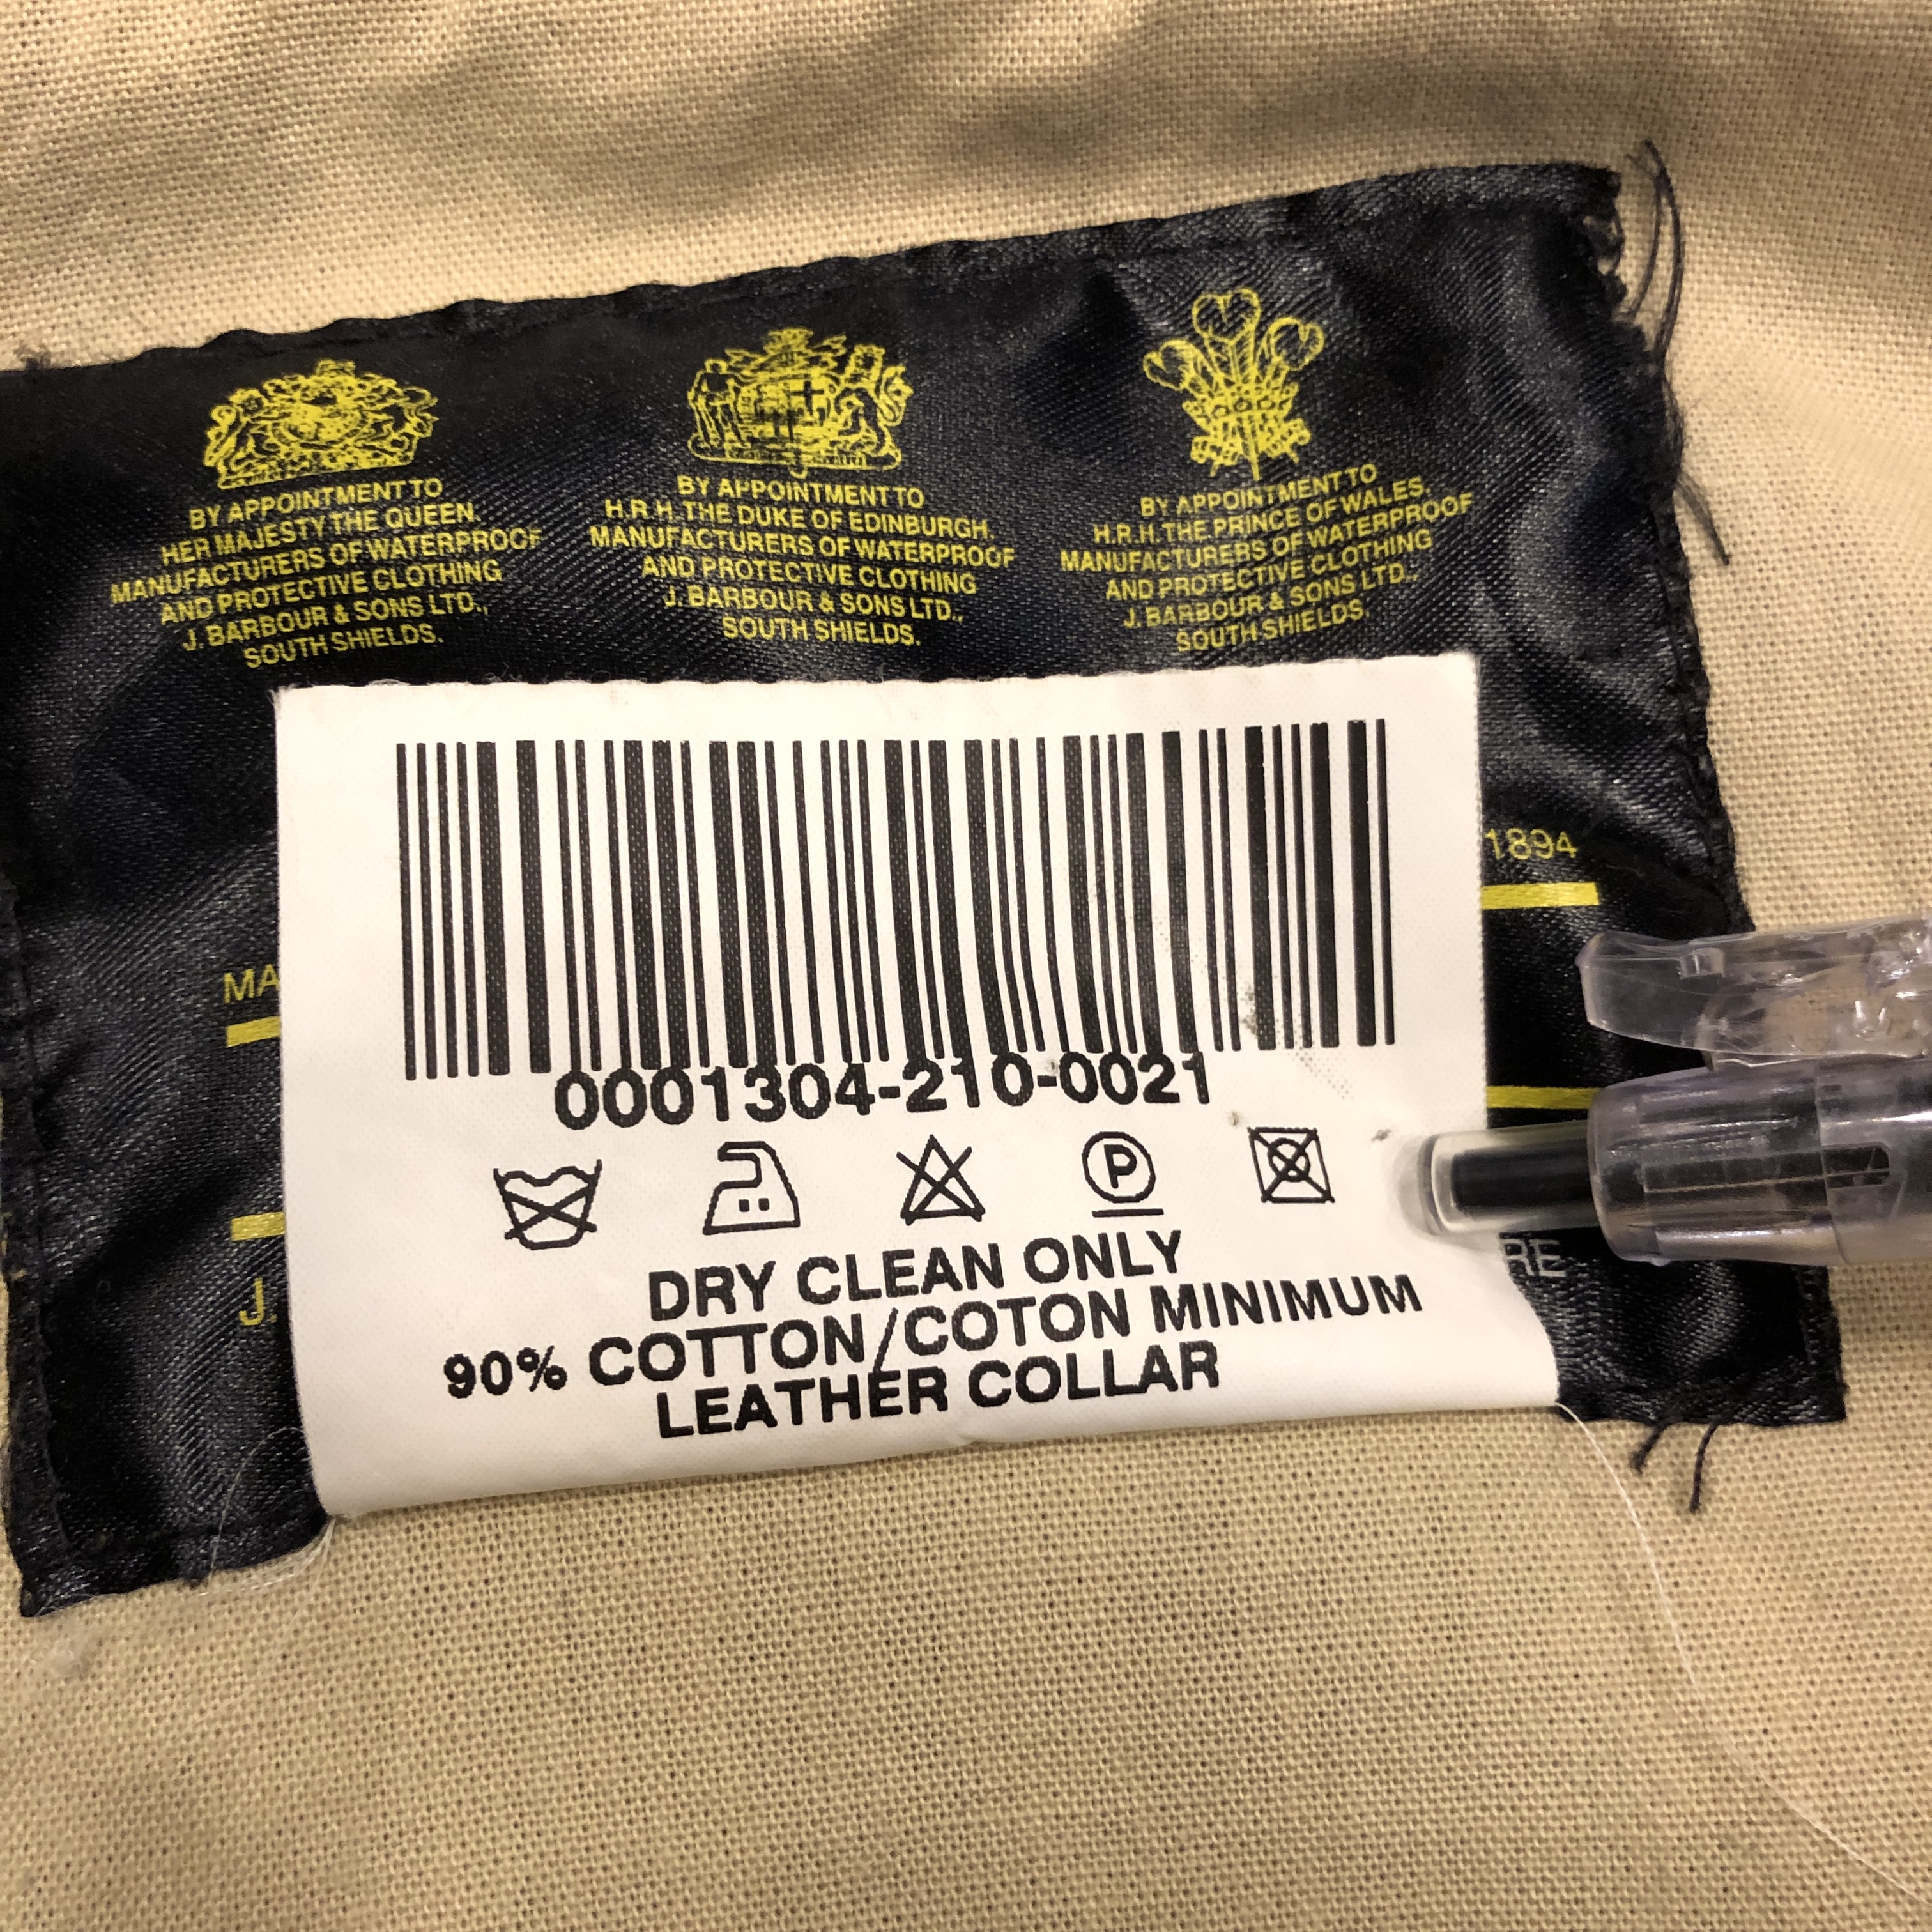 BY APPOINTMENT TO
HER MAJESTY THE QUEEN.
MANUFACTURERS OF WATERPROOF
AND PROTECTIVE CLOTHING
J. BARBOUR & SONS LTD.,
SOUTH SHIELDS.
BY APPOINTMENT TO
H.R.H. THE DUKE OF EDINBURGH.
MANUFACTURERS OF WATERPROOF
AND PROTECTIVE CLOTHING
J. BARBOUR & SONS LTD.,
SOUTH SHIELDS.
BY APPOINTMENT TO
H.R.H. THE PRINCE OF WALES.
MANUFACTURERS OF WATERPROOF
AND PROTECTIVE CLOTHING
J. BARBOUR & SONS LTD.,
SOUTH SHIELDS.
1894
MA
J.
RE
0001304-210-0021
P
DRY CLEAN ONLY
90% COTTON/COTON MINIMUM
LEATHER COLLAR